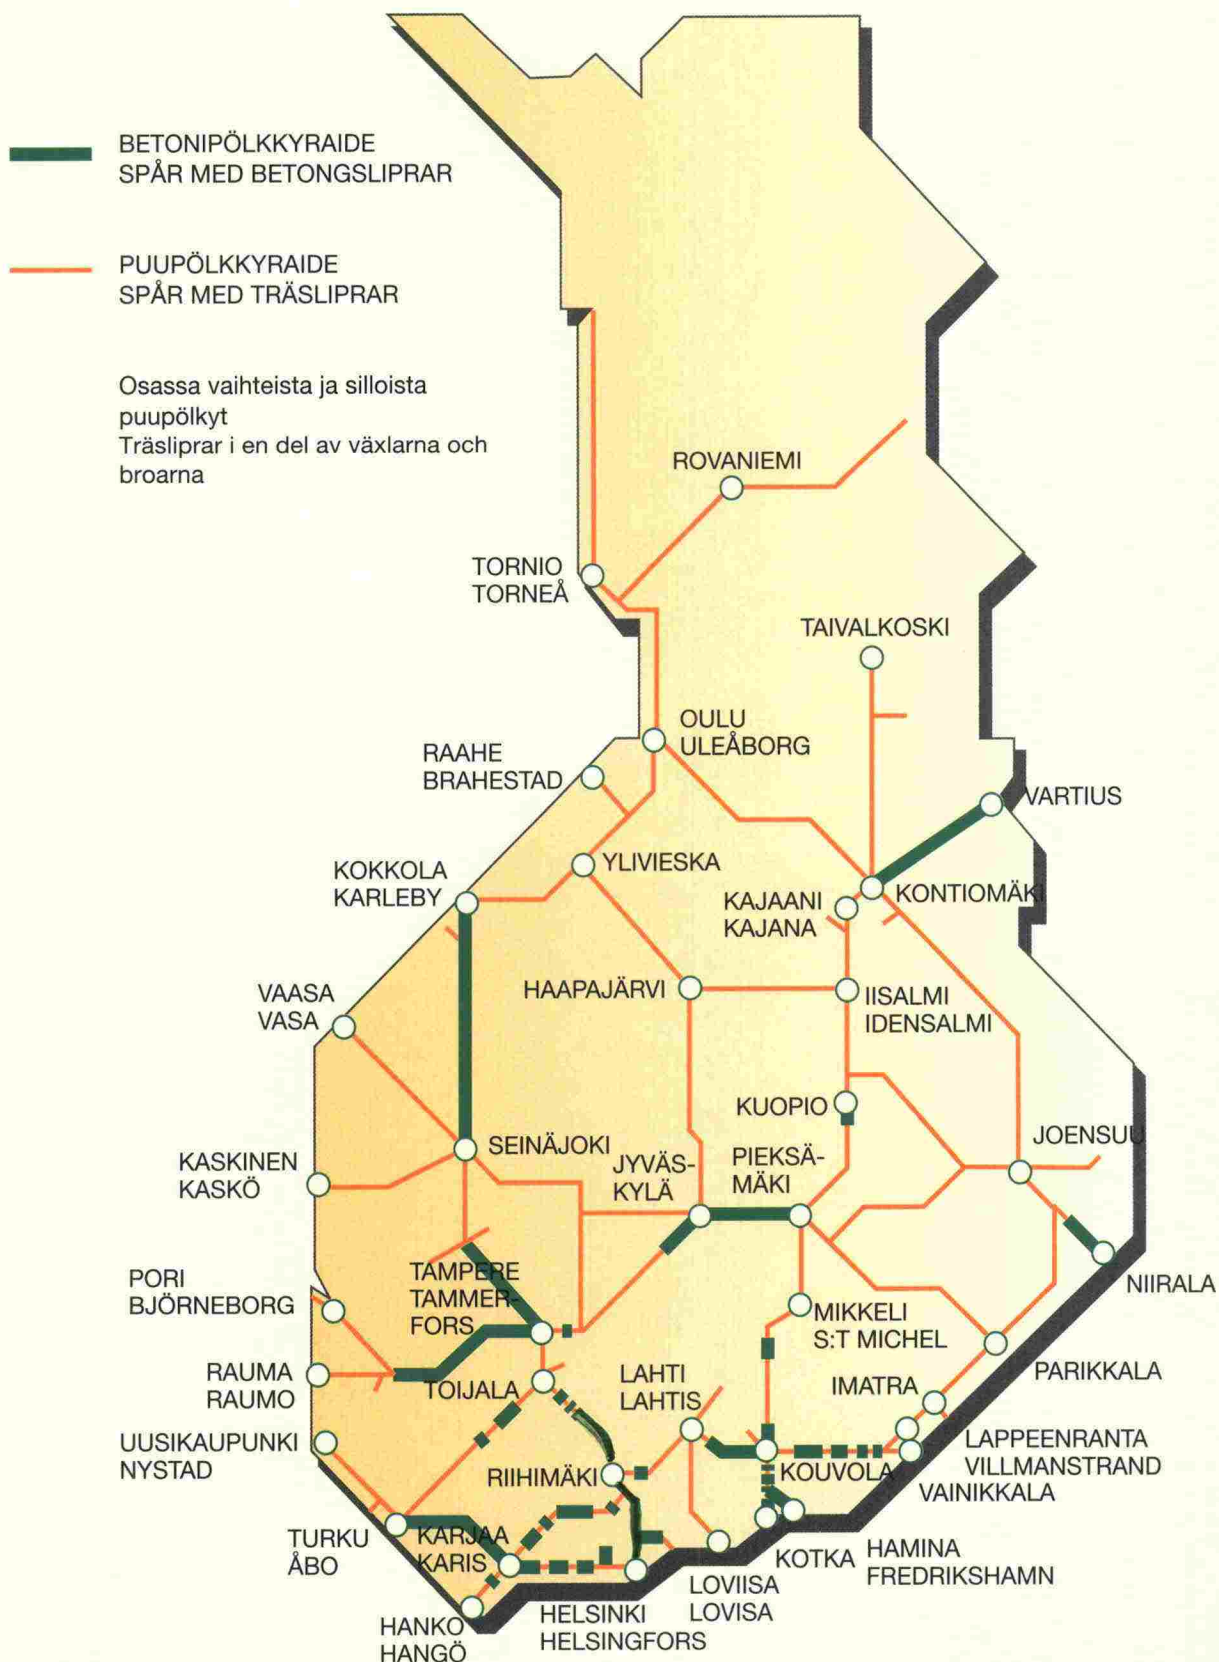 BETONIPÖLKKYRAIDE
SPÅR MED BETONGSLIPRAR
PUUPÖLKKYRAIDE
SPÅR MED TRÄSLIPRAR
Osassa vaihteista ja silloista
puupölkyt
Träsliprar i en del av växlarna och
broarna
ROVANIEMI
TORNIO
TORNEÅ
TAIVALKOSKI
OULU
ULEÅBORG
RAAHE
BRAHESTAD
VARTIUS
YLIVIESKA
KOKKOLA
KARLEBY
KAJAANI
KAJANA
KONTIOMÄKI
HAAPAJÄRVI
IISALMI
IDENSALMI
VAASA
VASA
KUOPIO
JOENSUU
SEINÄJOKI
JYVÄS-
KYLÄ
PIEKSÄ-
MÄKI
KASKINEN
KASKÖ
NIIRALA
TAMPERE
TAMMER-
FORS
PORI
BJÖRNEBORG
MIKKELI
S:T MICHEL
PARIKKALA
RAUMA
RAUMO
TOIJALA
LAHTI
LAHTIS
IMATRA
UUSIKAUPUNKI
NYSTAD
RIIHIMÄKI
KOUVOLA
LAPPEENRANTA
VILLMANSTRAND
VAINIKKALA
TURKU
ÅBO
KARJAA
KARIS
KOTKA
HAMINA
FREDRIKSHAMN
LOVIISA
LOVISA
HELSINKI
HELSINGFORS
HANKO
HANGÖ